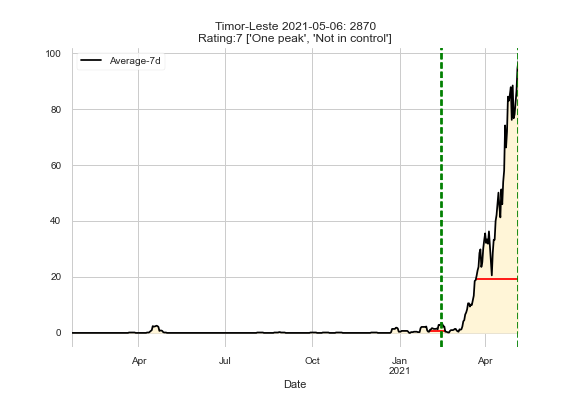 Timor-Leste 2021-05-06: 2870
Rating:7 ['One peak', 'Not in control']
Average-7d
100
80
60
40
20
0
Apr Jul Oct Jan Apr
2021
Date